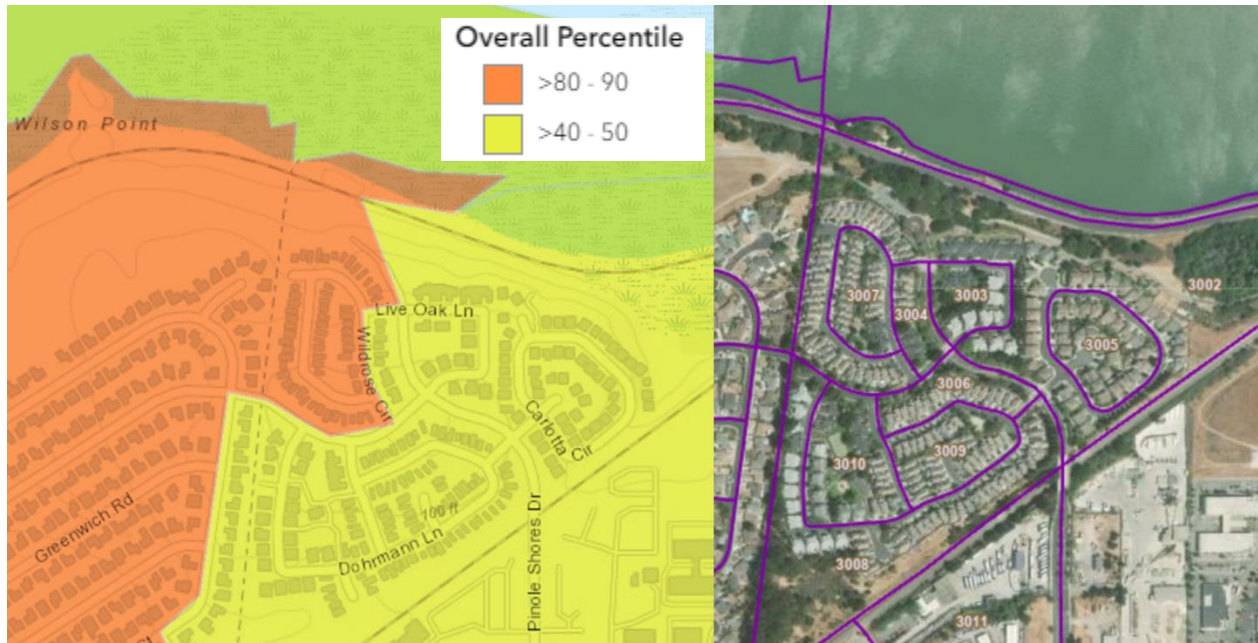 Overall Percentile
>80 - 90
>40 - 50
Wilson Point
Live Oak Ln
Wildrose Cir
Carlotta Cir
Greenwich Rd
100 ft
Dohrmann Ln
Pinole Shores Dr
3002
3007
3003
3004
3005
3006
3009
3010
3008
3011